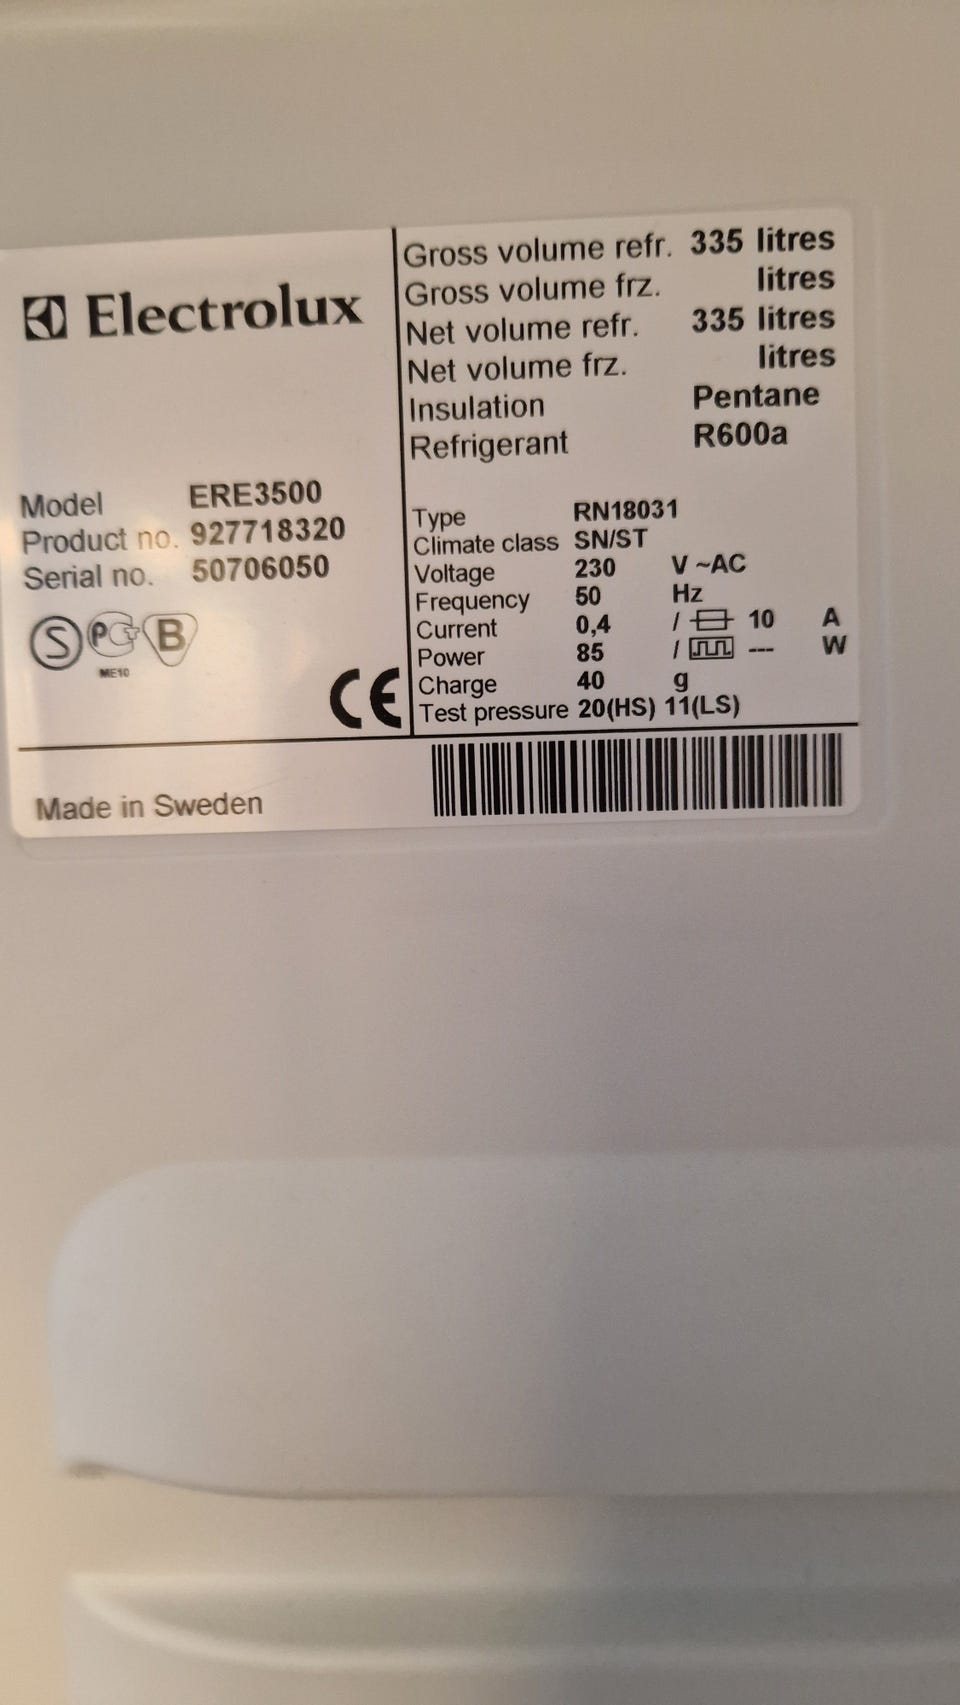 Electrolux
Model ERE3500
Product no. 927718320
Serial no. 50706050
S PCT B
ME10
CE
Gross volume refr. 335 litres
Gross volume frz. litres
Net volume refr. 335 litres
Net volume frz. litres
Insulation Pentane
Refrigerant R600a
Type RN18031
Climate class SN/ST
Voltage 230 V ~AC
Frequency 50 Hz
Current 0,4 / 10 A
Power 85 / --- W
Charge 40 g
Test pressure 20(HS) 11(LS)
Made in Sweden